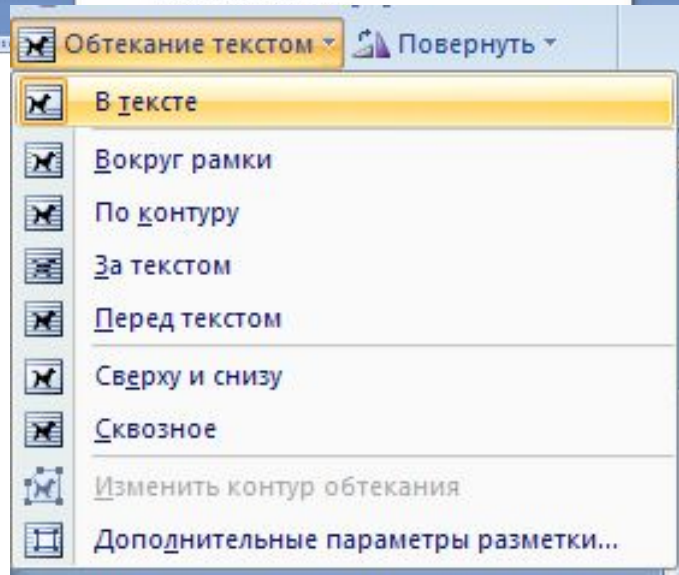 Обтекание текстом Повернуть
В тексте
Вокруг рамки
По контуру
За текстом
Перед текстом
Сверху и снизу
Сквозное
Изменить контур обтекания
Дополнительные параметры разметки...